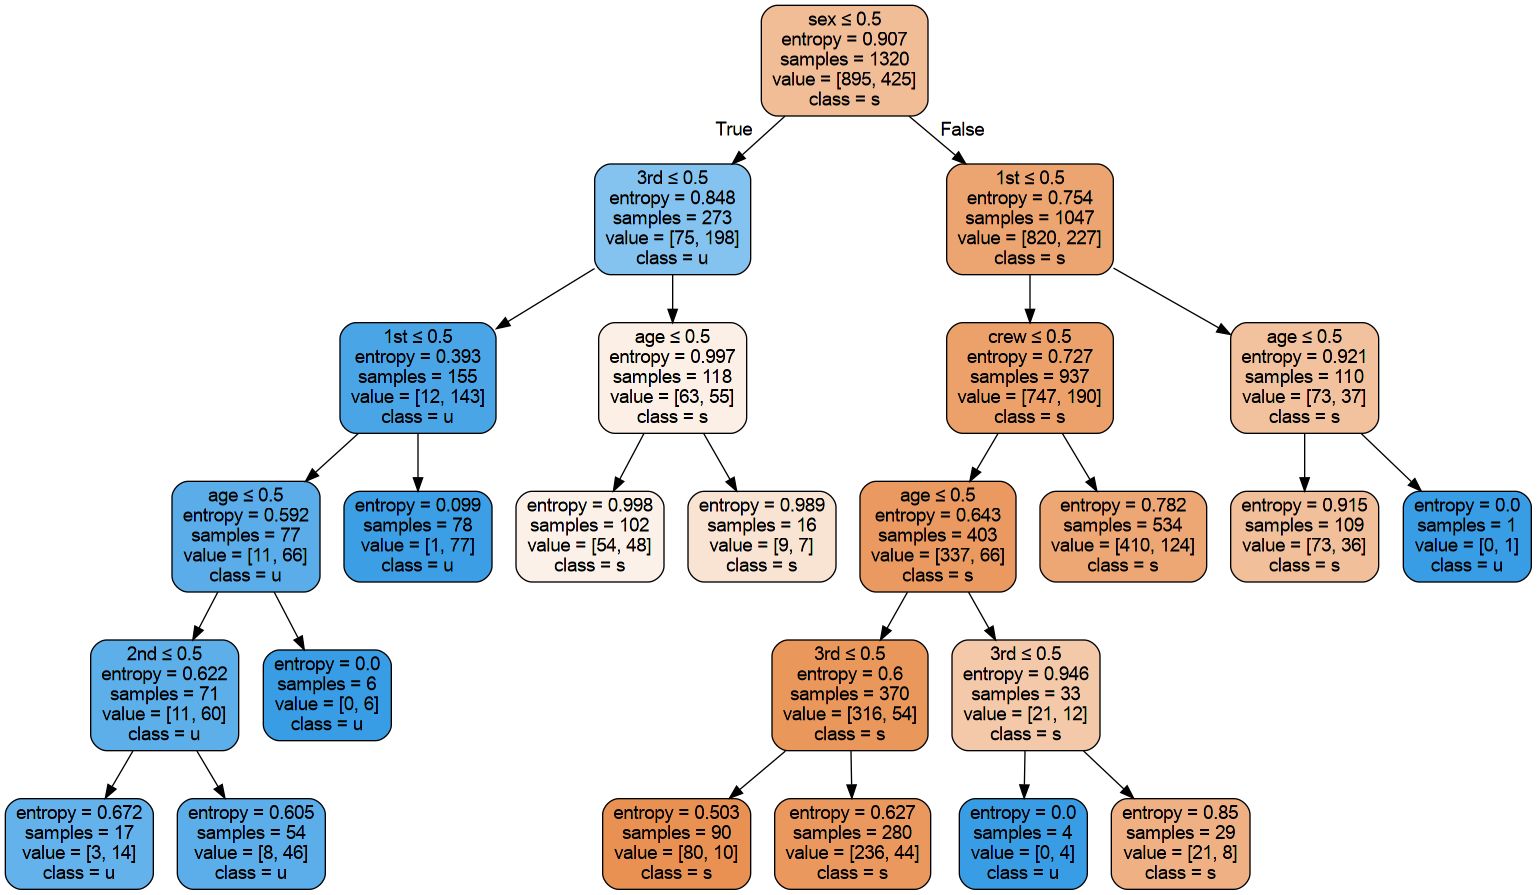 sex ≤ 0.5
entropy = 0.907
samples = 1320
value = [895, 425]
class = s
True
False
3rd ≤ 0.5
entropy = 0.848
samples = 273
value = [75, 198]
class = u
1st ≤ 0.5
entropy = 0.754
samples = 1047
value = [820, 227]
class = s
1st ≤ 0.5
entropy = 0.393
samples = 155
value = [12, 143]
class = u
age ≤ 0.5
entropy = 0.997
samples = 118
value = [63, 55]
class = s
crew ≤ 0.5
entropy = 0.727
samples = 937
value = [747, 190]
class = s
age ≤ 0.5
entropy = 0.921
samples = 110
value = [73, 37]
class = s
age ≤ 0.5
entropy = 0.592
samples = 77
value = [11, 66]
class = u
entropy = 0.099
samples = 78
value = [1, 77]
class = u
entropy = 0.998
samples = 102
value = [54, 48]
class = s
entropy = 0.989
samples = 16
value = [9, 7]
class = s
age ≤ 0.5
entropy = 0.643
samples = 403
value = [337, 66]
class = s
entropy = 0.782
samples = 534
value = [410, 124]
class = s
entropy = 0.915
samples = 109
value = [73, 36]
class = s
entropy = 0.0
samples = 1
value = [0, 1]
class = u
2nd ≤ 0.5
entropy = 0.622
samples = 71
value = [11, 60]
class = u
entropy = 0.0
samples = 6
value = [0, 6]
class = u
3rd ≤ 0.5
entropy = 0.6
samples = 370
value = [316, 54]
class = s
3rd ≤ 0.5
entropy = 0.946
samples = 33
value = [21, 12]
class = s
entropy = 0.672
samples = 17
value = [3, 14]
class = u
entropy = 0.605
samples = 54
value = [8, 46]
class = u
entropy = 0.503
samples = 90
value = [80, 10]
class = s
entropy = 0.627
samples = 280
value = [236, 44]
class = s
entropy = 0.0
samples = 4
value = [0, 4]
class = u
entropy = 0.85
samples = 29
value = [21, 8]
class = s